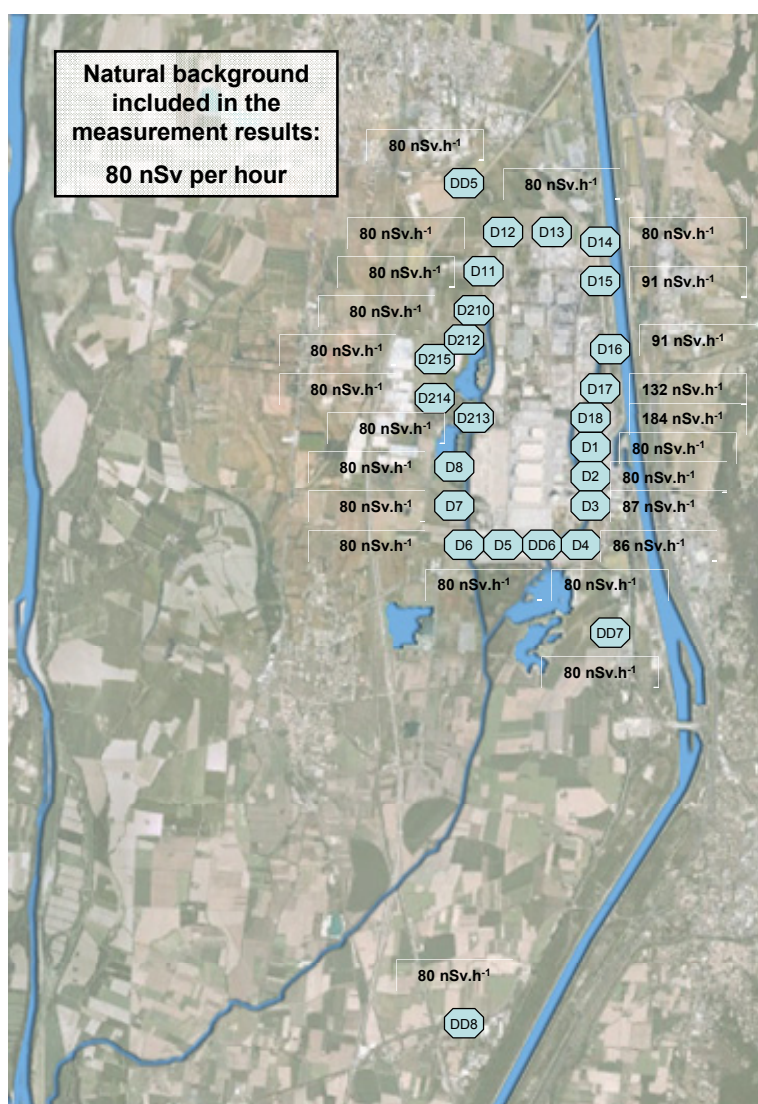 Natural background
included in the
measurement results:
80 nSv per hour
80 nSv.h-1
DD5
80 nSv.h-1
80 nSv.h-1
D12
D13
D14
80 nSv.h-1
80 nSv.h-1
D11
D15
91 nSv.h-1
80 nSv.h-1
D210
D212
D16
91 nSv.h-1
80 nSv.h-1
D215
80 nSv.h-1
D214
D17
132 nSv.h-1
D213
D18
184 nSv.h-1
80 nSv.h-1
D1
80 nSv.h-1
80 nSv.h-1
D8
D2
80 nSv.h-1
80 nSv.h-1
D7
D3
87 nSv.h-1
80 nSv.h-1
D6
D5
DD6
D4
86 nSv.h-1
80 nSv.h-1
80 nSv.h-1
DD7
80 nSv.h-1
80 nSv.h-1
DD8